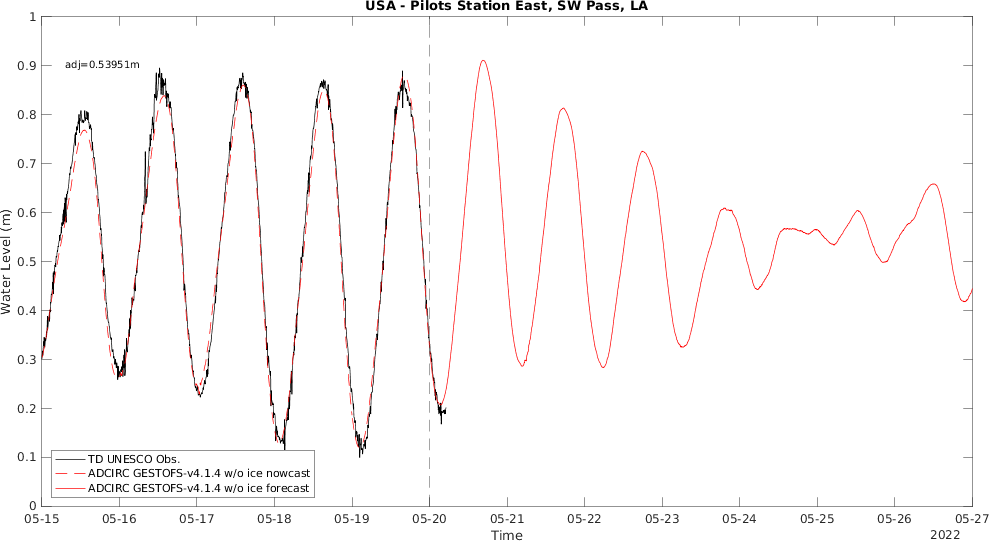 USA - Pilots Station East, SW Pass, LA
1
0.9
0.8
0.7
0.6
0.5
0.4
0.3
0.2
0.1
0
Water Level (m)
adj=0.53951m
TD UNESCO Obs.
ADCIRC GESTOFS-v4.1.4 w/o ice nowcast
ADCIRC GESTOFS-v4.1.4 w/o ice forecast
05-15 05-16 05-17 05-18 05-19 05-20 05-21 05-22 05-23 05-24 05-25 05-26 05-27
Time
2022